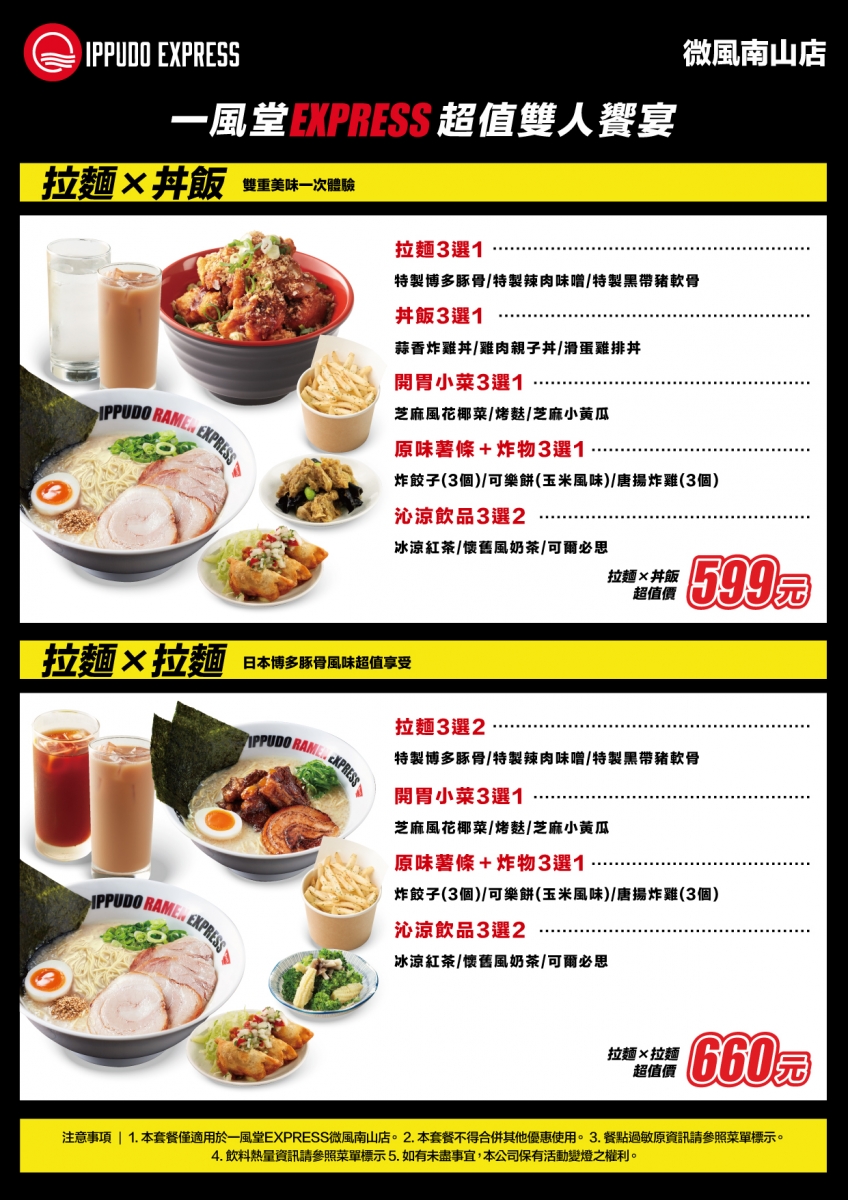 IPPUDO EXPRESS
微風南山店
一風堂EXPRESS 超值雙人饗宴
拉麵×丼飯 雙重美味一次體驗
拉麵3選1
特製博多豚骨/特製辣肉味噌/特製黑帶豬軟骨
丼飯3選1
蒜香炸雞丼/雞肉親子丼/滑蛋雞排丼
開胃小菜3選1
芝麻風花椰菜/烤麩/芝麻小黃瓜
原味薯條+炸物3選1
炸餃子(3個)/可樂餅(玉米風味)/唐揚炸雞(3個)
沁涼飲品3選2
冰涼紅茶/懷舊風奶茶/可爾必思
拉麵×丼飯
超值價 599元
IPPUDO RAMEN EXPRESS
拉麵×拉麵 日本博多豚骨風味超值享受
拉麵3選2
特製博多豚骨/特製辣肉味噌/特製黑帶豬軟骨
開胃小菜3選1
芝麻風花椰菜/烤麩/芝麻小黃瓜
原味薯條+炸物3選1
炸餃子(3個)/可樂餅(玉米風味)/唐揚炸雞(3個)
沁涼飲品3選2
冰涼紅茶/懷舊風奶茶/可爾必思
拉麵×拉麵
超值價 660元
IPPUDO RAMEN EXPRESS
IPPUDO RAMEN EXPRESS
注意事項 | 1. 本套餐僅適用於一風堂EXPRESS微風南山店。 2. 本套餐不得合併其他優惠使用。 3. 餐點過敏原資訊請參照菜單標示。
4. 飲料熱量資訊請參照菜單標示 5. 如有未盡事宜，本公司保有活動變燈之權利。